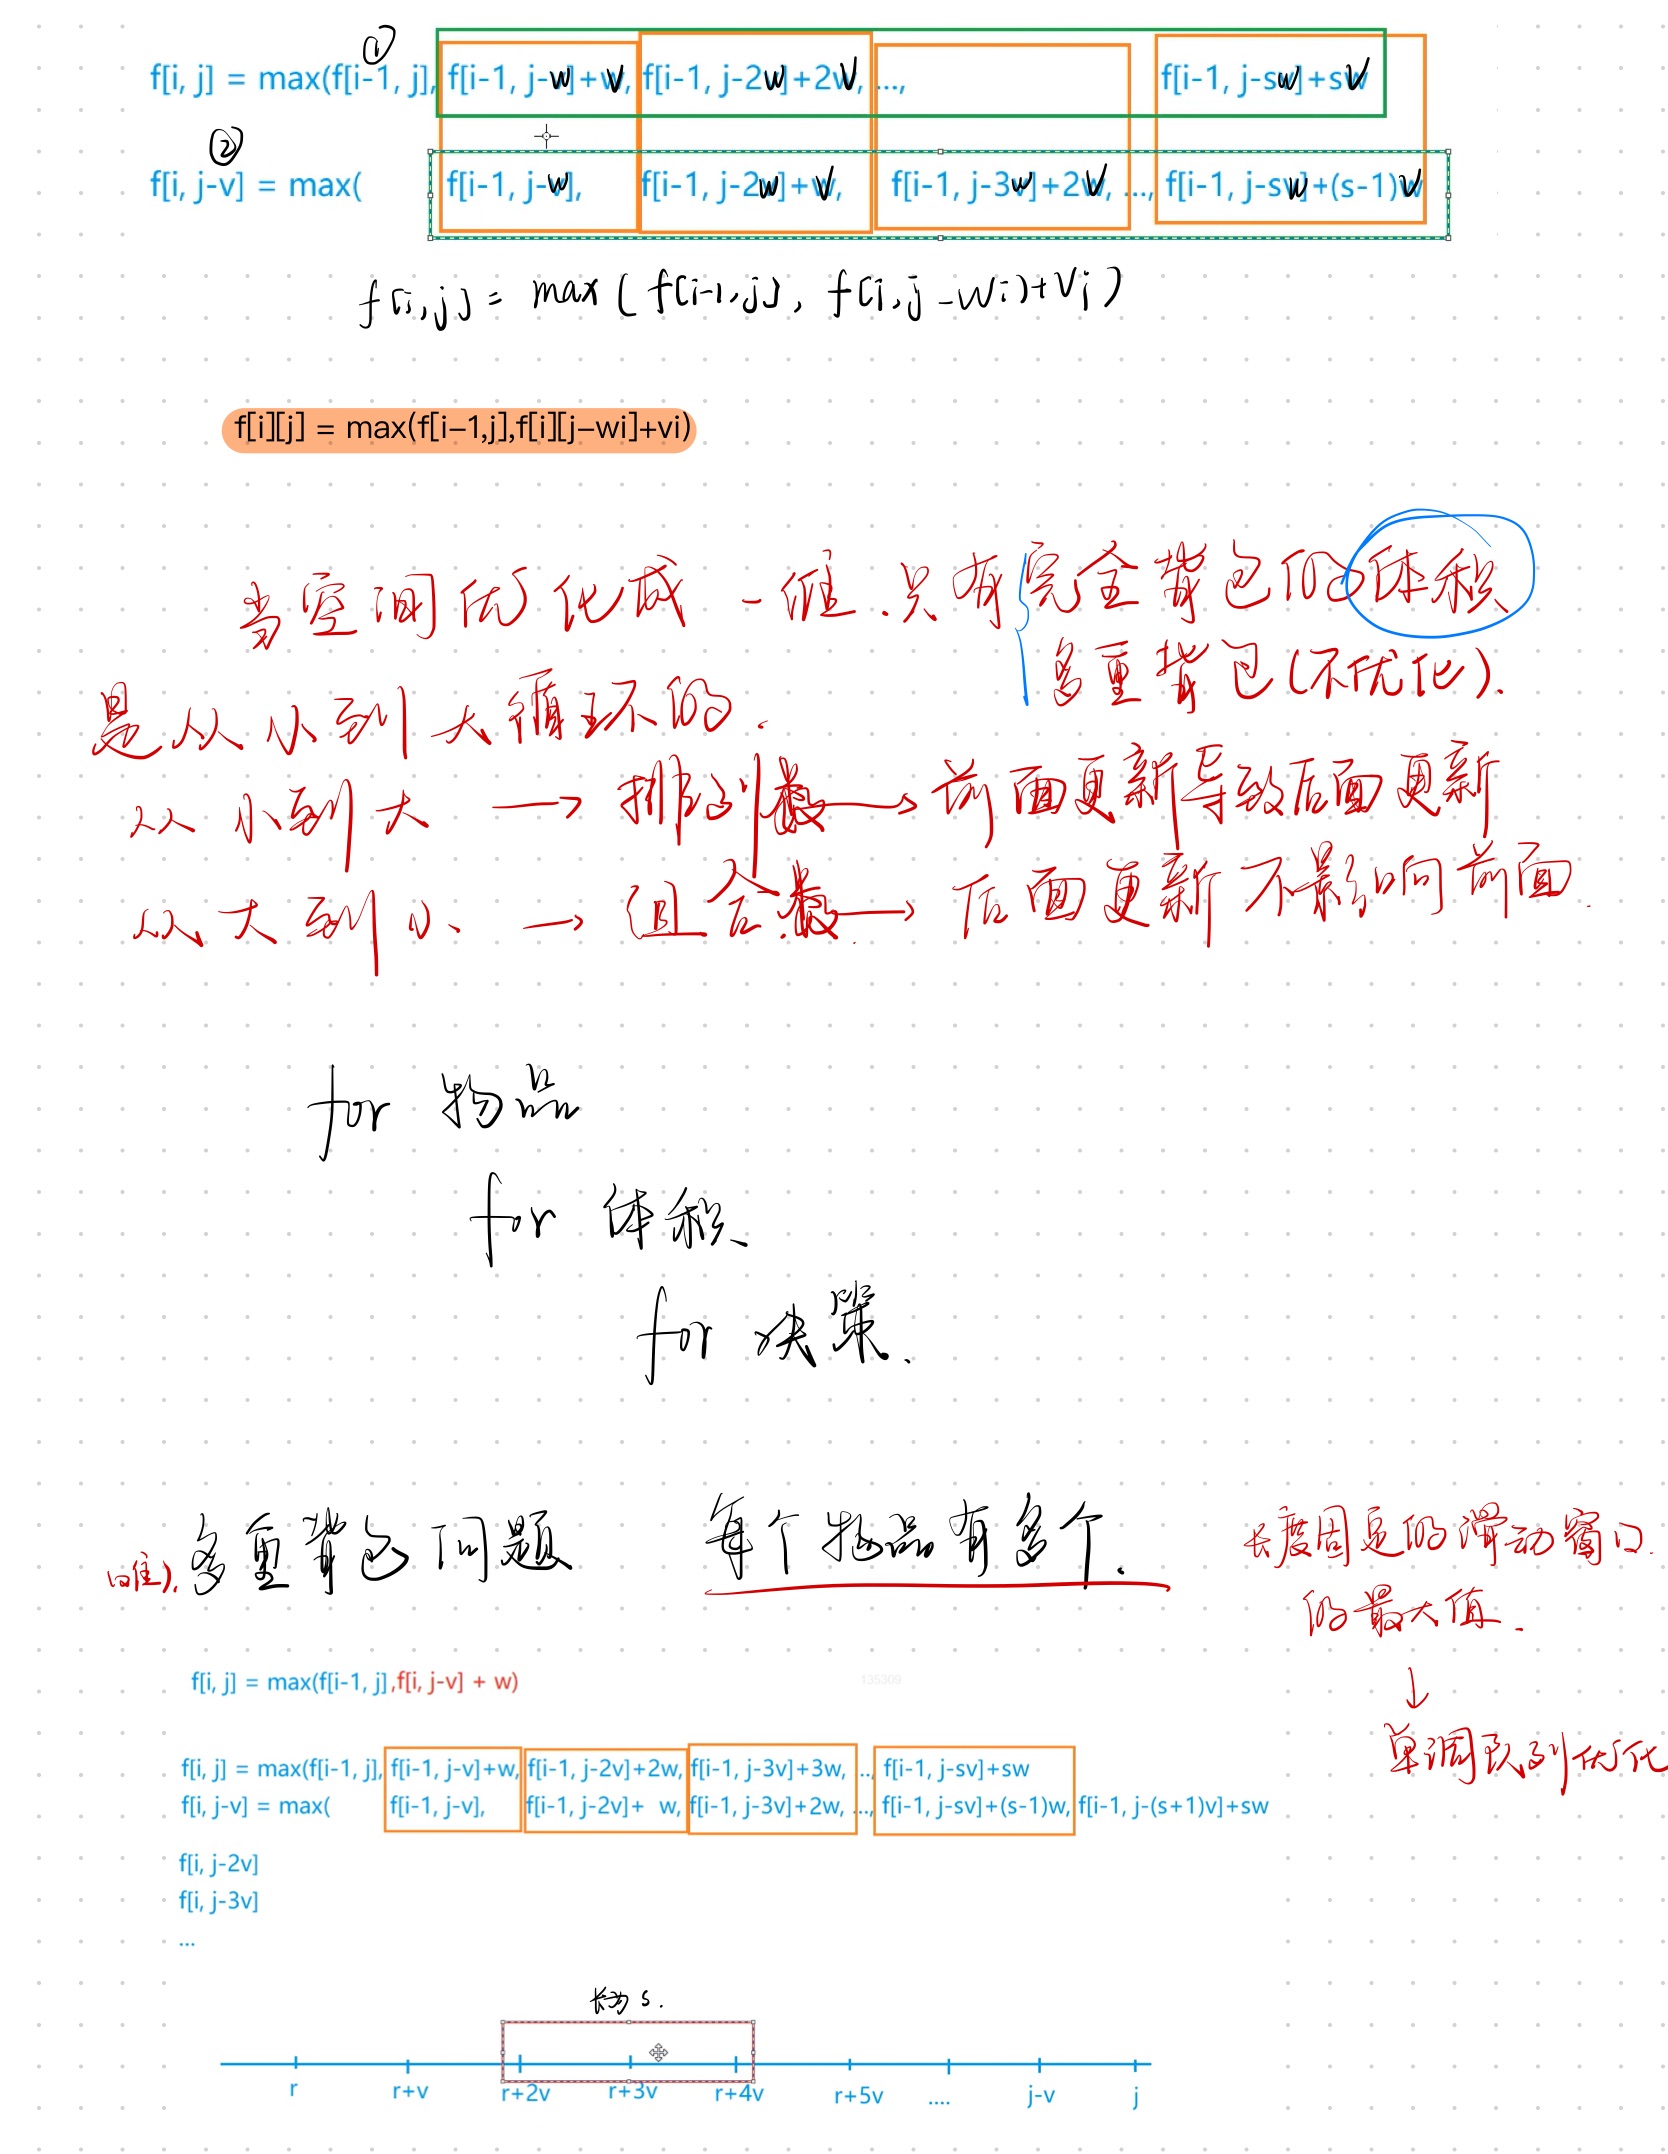 ①
f[i, j] = max(f[i-1, j], f[i-1, j-w]+v, f[i-1, j-2w]+2v, ..., f[i-1, j-sw]+sv
②
f[i, j-v] = max( f[i-1, j-w], f[i-1, j-2w]+v, f[i-1, j-3w]+2v, ..., f[i-1, j-sw]+(s-1)v
f[i,j] = max ( f[i-1,j], f[i,j-wi]+vi )
f[i][j] = max(f[i-1,j],f[i][j-wi]+vi)
当空间优化成一维.只有{完全背包的体积
多重背包(不优化).
是从小到大循环的.
从小到大 → 排列数 → 前面更新导致后面更新
从大到小 → 组合数 → 后面更新不影响前面.
for 物品
for 体积
for 决策.
多重背包问题 每个物品有多个.
长度固定的滑动窗口
的最大值.
↓
单调队列优化
f[i, j] = max(f[i-1, j],f[i, j-v] + w)
135309
f[i, j] = max(f[i-1, j], f[i-1, j-v]+w, f[i-1, j-2v]+2w, f[i-1, j-3v]+3w, ..., f[i-1, j-sv]+sw
f[i, j-v] = max( f[i-1, j-v], f[i-1, j-2v]+ w, f[i-1, j-3v]+2w, ..., f[i-1, j-sv]+(s-1)w, f[i-1, j-(s+1)v]+sw
f[i, j-2v]
f[i, j-3v]
...
长为 s.
r r+v r+2v r+3v r+4v r+5v .... j-v j